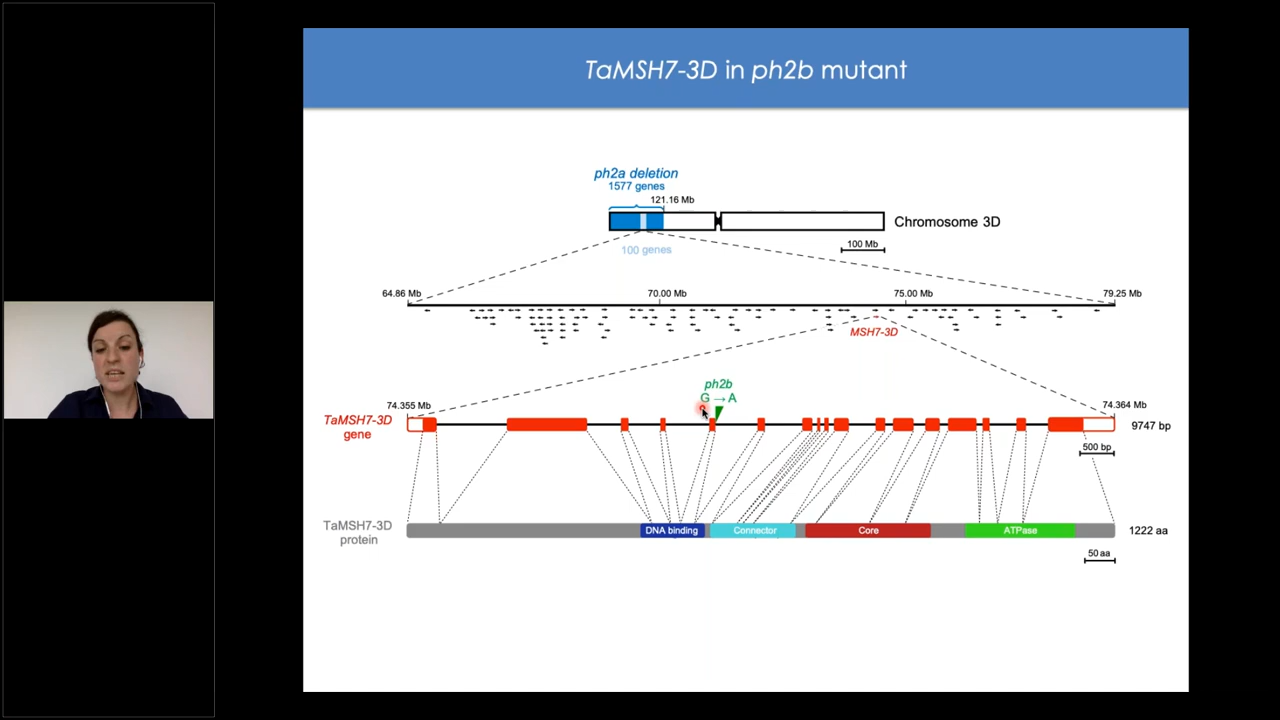 TaMSH7-3D in ph2b mutant
ph2a deletion
1577 genes
121.16 Mb
Chromosome 3D
100 Mb
100 genes
64.86 Mb
70.00 Mb
75.00 Mb
79.25 Mb
MSH7-3D
ph2b
G → A
74.355 Mb
74.364 Mb
TaMSH7-3D
gene
9747 bp
500 bp
TaMSH7-3D
protein
DNA binding
Connector
Core
ATPase
1222 aa
50 aa